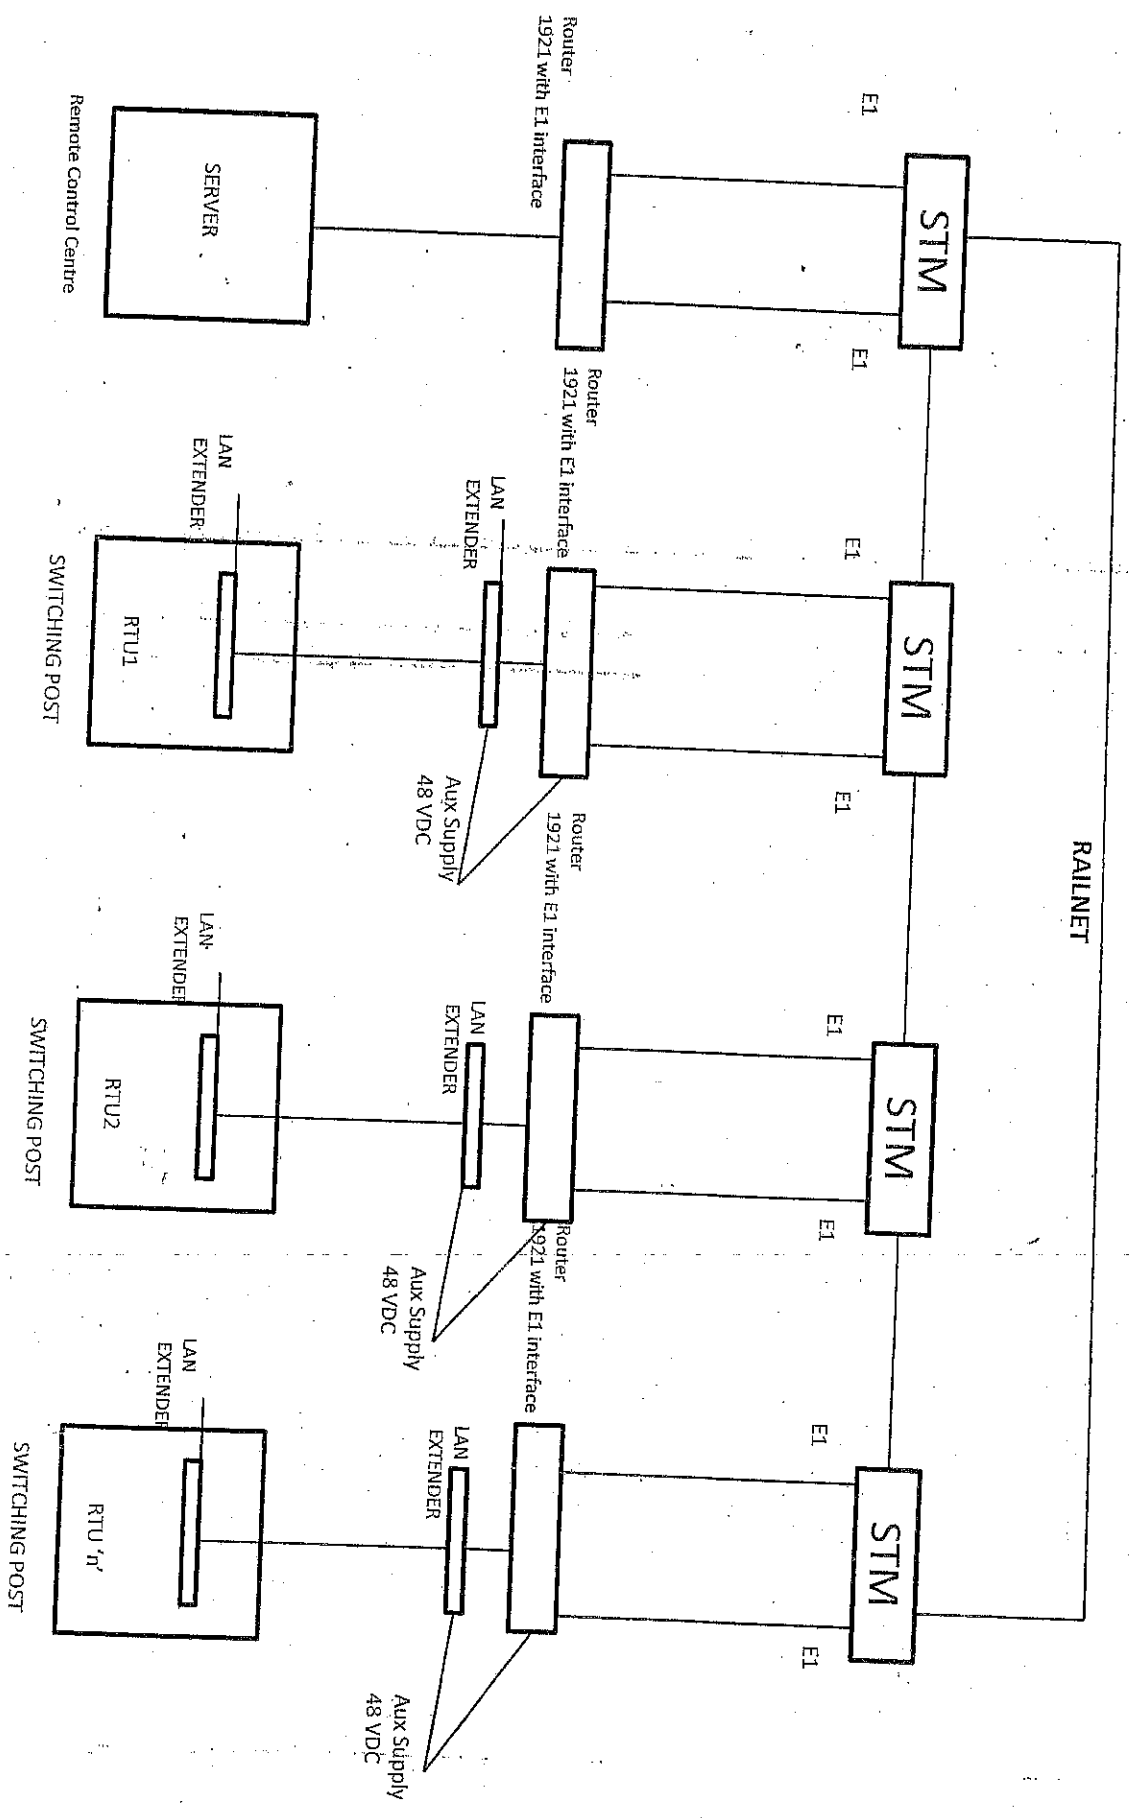 RAILNET
STM
STM
STM
STM
E1
E1
E1
E1
E1
E1
E1
E1
Router
1921 with E1 interface
Router
1921 with E1 interface
Router
1921 with E1 interface
Router
1921 with E1 interface
LAN
EXTENDER
Aux Supply
48 VDC
LAN
EXTENDER
Aux Supply
48 VDC
LAN
EXTENDER
Aux Supply
48 VDC
SERVER
Remote Control Centre
LAN
EXTENDER
RTU1
SWITCHING POST
LAN
EXTENDER
RTU2
SWITCHING POST
LAN
EXTENDER
RTU 'n'
SWITCHING POST